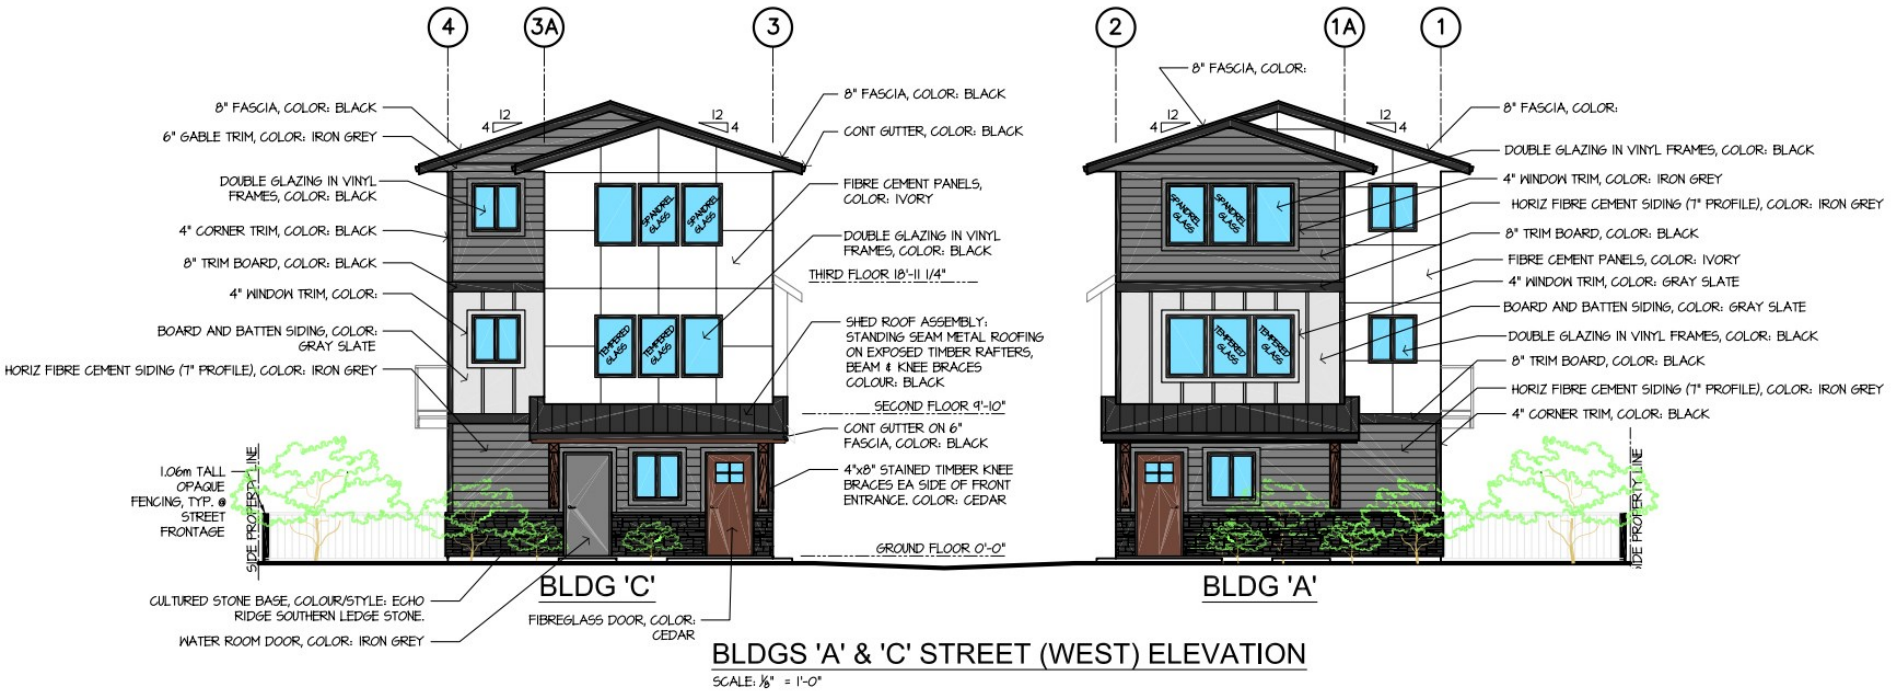 4
3A
3
2
1A
1
8" FASCIA, COLOR: BLACK
6" GABLE TRIM, COLOR: IRON GREY
DOUBLE GLAZING IN VINYL
FRAMES, COLOR: BLACK
4" CORNER TRIM, COLOR: BLACK
8" TRIM BOARD, COLOR: BLACK
4" WINDOW TRIM, COLOR:
BOARD AND BATTEN SIDING, COLOR:
GRAY SLATE
HORIZ FIBRE CEMENT SIDING (7" PROFILE), COLOR: IRON GREY
1.06m TALL
OPAQUE
FENCING, TYP. @
STREET
FRONTAGE
SIDE PROPERTY LINE
CULTURED STONE BASE, COLOUR/STYLE: ECHO
RIDGE SOUTHERN LEDGE STONE.
WATER ROOM DOOR, COLOR: IRON GREY
12
4
12
4
SPANDREL
GLASS
SPANDREL
GLASS
TEMPERED
GLASS
TEMPERED
GLASS
BLDG 'C'
FIBREGLASS DOOR, COLOR:
CEDAR
8" FASCIA, COLOR: BLACK
CONT GUTTER, COLOR: BLACK
FIBRE CEMENT PANELS,
COLOR: IVORY
DOUBLE GLAZING IN VINYL
FRAMES, COLOR: BLACK
THIRD FLOOR 18'-11 1/4"
SHED ROOF ASSEMBLY:
STANDING SEAM METAL ROOFING
ON EXPOSED TIMBER RAFTERS,
BEAM & KNEE BRACES
COLOUR: BLACK
SECOND FLOOR 9'-10"
CONT GUTTER ON 6"
FASCIA, COLOR: BLACK
4"x8" STAINED TIMBER KNEE
BRACES EA SIDE OF FRONT
ENTRANCE. COLOR: CEDAR
GROUND FLOOR 0'-0"
8" FASCIA, COLOR:
12
4
12
4
SPANDREL
GLASS
SPANDREL
GLASS
TEMPERED
GLASS
TEMPERED
GLASS
BLDG 'A'
8" FASCIA, COLOR:
DOUBLE GLAZING IN VINYL FRAMES, COLOR: BLACK
4" WINDOW TRIM, COLOR: IRON GREY
HORIZ FIBRE CEMENT SIDING (7" PROFILE), COLOR: IRON GREY
8" TRIM BOARD, COLOR: BLACK
FIBRE CEMENT PANELS, COLOR: IVORY
4" WINDOW TRIM, COLOR: GRAY SLATE
BOARD AND BATTEN SIDING, COLOR: GRAY SLATE
DOUBLE GLAZING IN VINYL FRAMES, COLOR: BLACK
8" TRIM BOARD, COLOR: BLACK
HORIZ FIBRE CEMENT SIDING (7" PROFILE), COLOR: IRON GREY
4" CORNER TRIM, COLOR: BLACK
SIDE PROPERTY LINE
BLDGS 'A' & 'C' STREET (WEST) ELEVATION
SCALE: ⅛" = 1'-0"